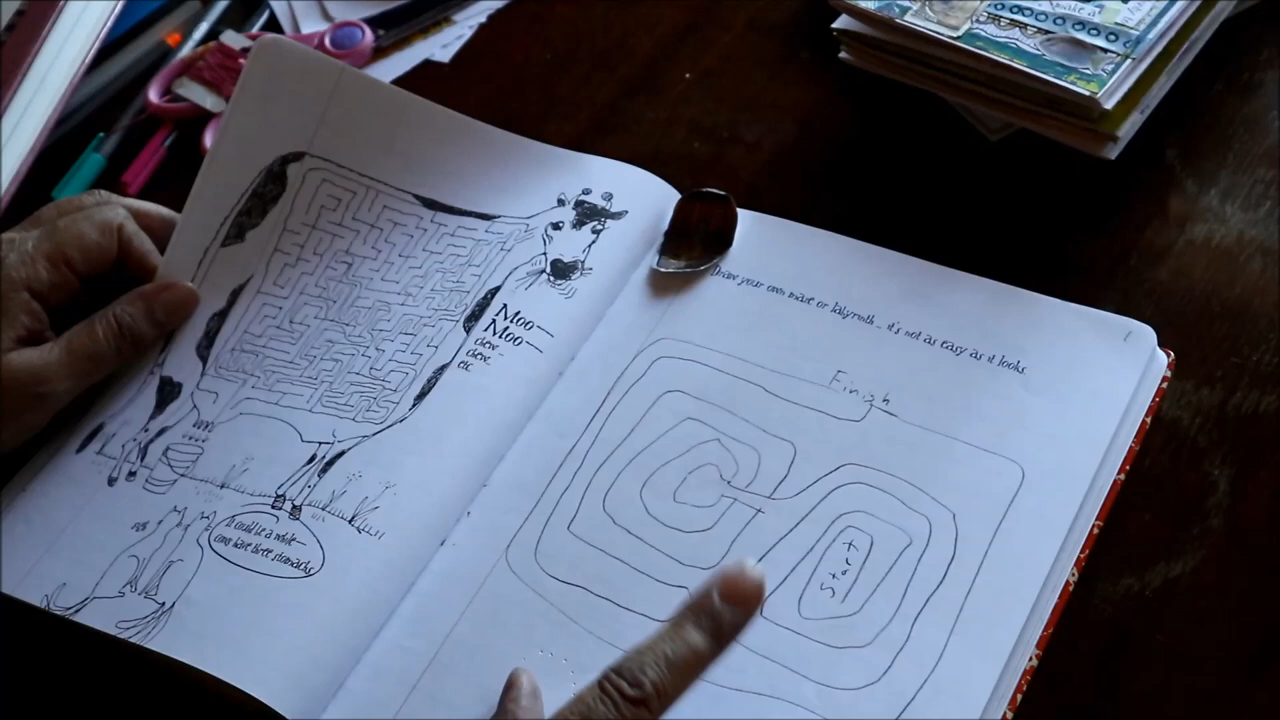 Moo—
Moo—
chew—
chew—
etc.
It could be a while—
cows have three stomachs
Draw your own maze or labyrinth – it's not as easy as it looks.
Finish
Start
make a